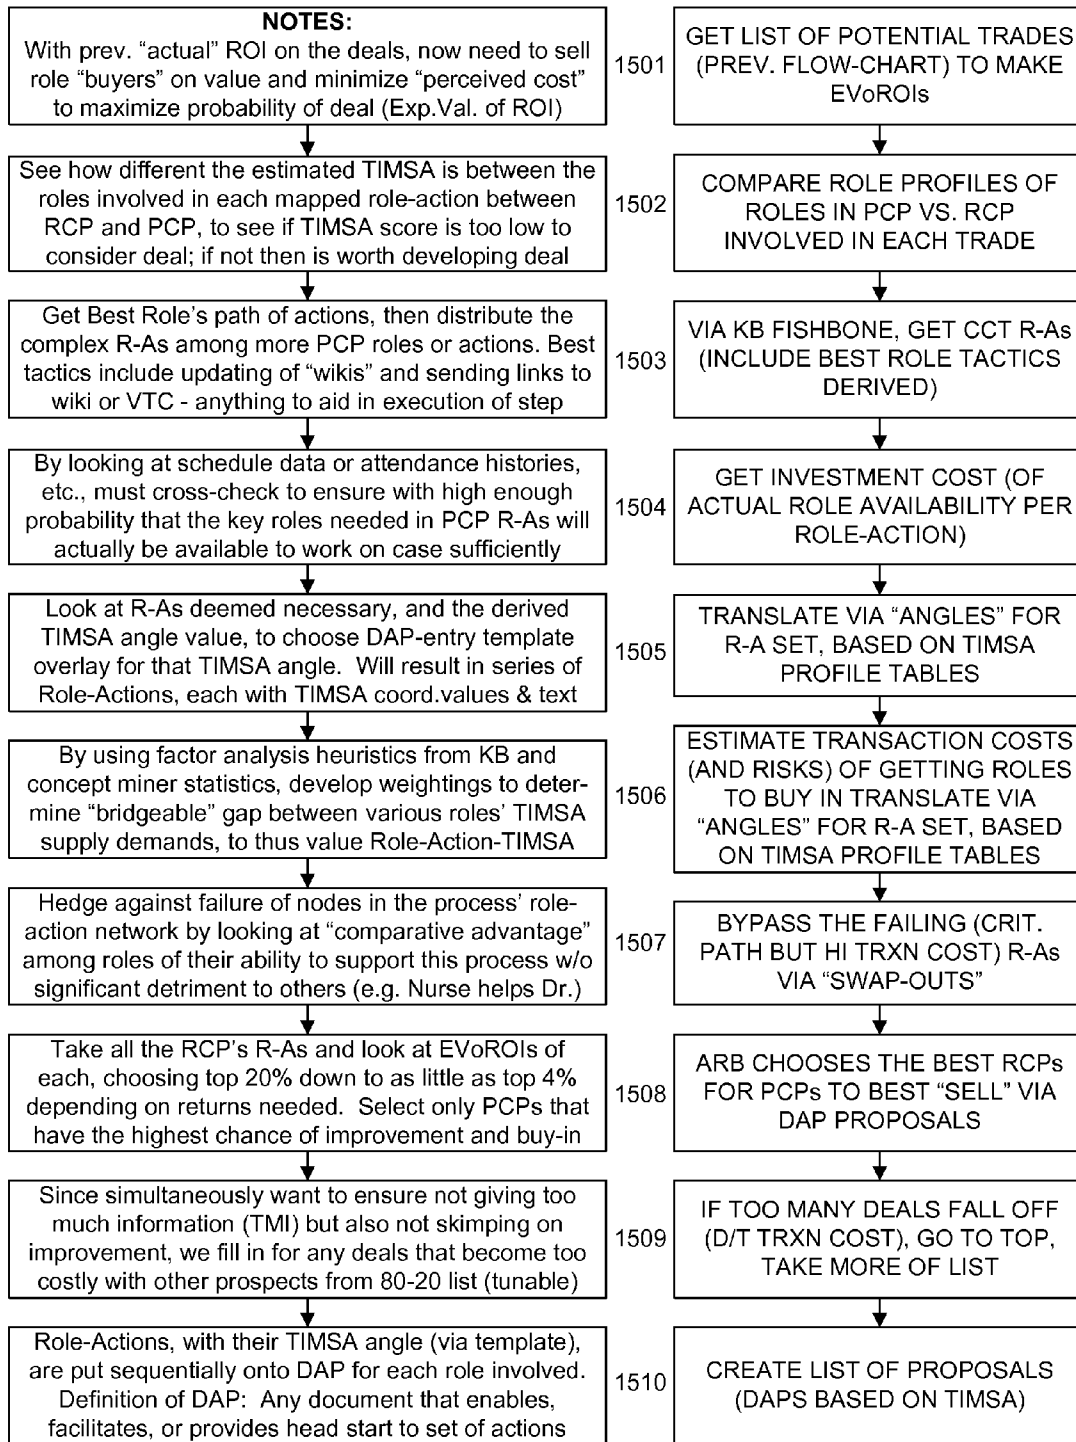 NOTES:
With prev. “actual” ROI on the deals, now need to sell
role “buyers” on value and minimize “perceived cost”
to maximize probability of deal (Exp.Val. of ROI)
1501
GET LIST OF POTENTIAL TRADES
(PREV. FLOW-CHART) TO MAKE
EVoROIs
See how different the estimated TIMSA is between the
roles involved in each mapped role-action between
RCP and PCP, to see if TIMSA score is too low to
consider deal; if not then is worth developing deal
1502
COMPARE ROLE PROFILES OF
ROLES IN PCP VS. RCP
INVOLVED IN EACH TRADE
Get Best Role’s path of actions, then distribute the
complex R-As among more PCP roles or actions. Best
tactics include updating of “wikis” and sending links to
wiki or VTC - anything to aid in execution of step
1503
VIA KB FISHBONE, GET CCT R-As
(INCLUDE BEST ROLE TACTICS
DERIVED)
By looking at schedule data or attendance histories,
etc., must cross-check to ensure with high enough
probability that the key roles needed in PCP R-As will
actually be available to work on case sufficiently
1504
GET INVESTMENT COST (OF
ACTUAL ROLE AVAILABILITY PER
ROLE-ACTION)
Look at R-As deemed necessary, and the derived
TIMSA angle value, to choose DAP-entry template
overlay for that TIMSA angle.  Will result in series of
Role-Actions, each with TIMSA coord.values & text
1505
TRANSLATE VIA “ANGLES” FOR
R-A SET, BASED ON TIMSA
PROFILE TABLES
By using factor analysis heuristics from KB and
concept miner statistics, develop weightings to deter-
mine “bridgeable” gap between various roles’ TIMSA
supply demands, to thus value Role-Action-TIMSA
1506
ESTIMATE TRANSACTION COSTS
(AND RISKS) OF GETTING ROLES
TO BUY IN TRANSLATE VIA
“ANGLES” FOR R-A SET, BASED
ON TIMSA PROFILE TABLES
Hedge against failure of nodes in the process’ role-
action network by looking at “comparative advantage”
among roles of their ability to support this process w/o
significant detriment to others (e.g. Nurse helps Dr.)
1507
BYPASS THE FAILING (CRIT.
PATH BUT HI TRXN COST) R-As
VIA “SWAP-OUTS”
Take all the RCP’s R-As and look at EVoROIs of
each, choosing top 20% down to as little as top 4%
depending on returns needed.  Select only PCPs that
have the highest chance of improvement and buy-in
1508
ARB CHOOSES THE BEST RCPs
FOR PCPs TO BEST “SELL” VIA
DAP PROPOSALS
Since simultaneously want to ensure not giving too
much information (TMI) but also not skimping on
improvement, we fill in for any deals that become too
costly with other prospects from 80-20 list (tunable)
1509
IF TOO MANY DEALS FALL OFF
(D/T TRXN COST), GO TO TOP,
TAKE MORE OF LIST
Role-Actions, with their TIMSA angle (via template),
are put sequentially onto DAP for each role involved.
Definition of DAP:  Any document that enables,
facilitates, or provides head start to set of actions
1510
CREATE LIST OF PROPOSALS
(DAPS BASED ON TIMSA)